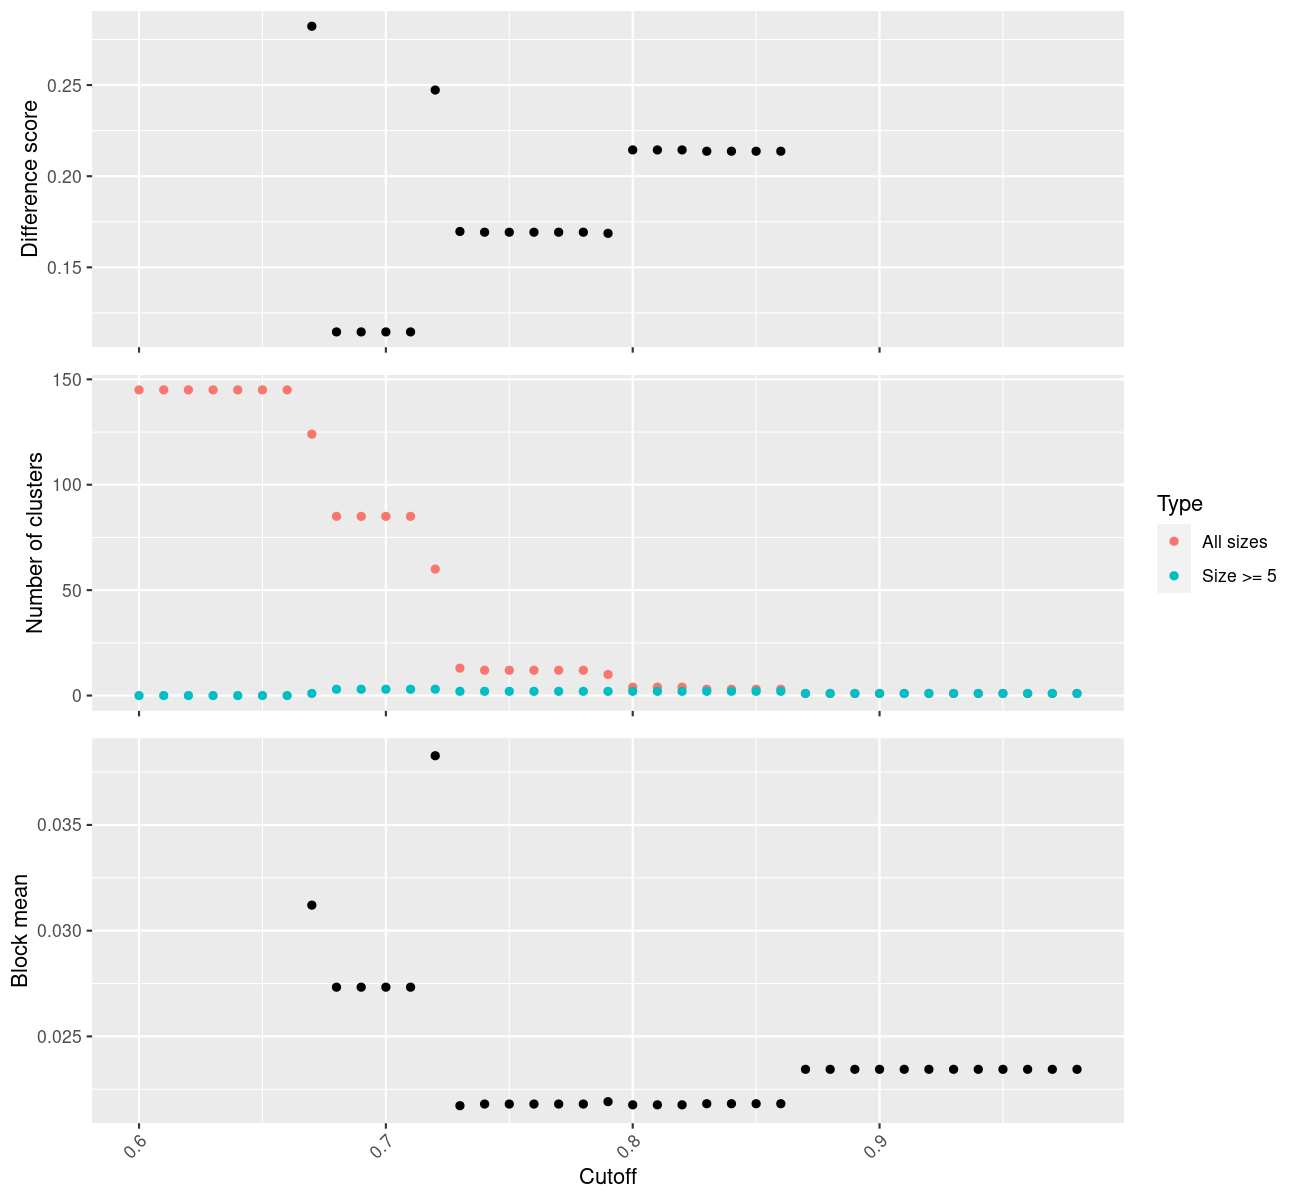 Difference score
0.25
0.20
0.15
Number of clusters
150
100
50
0
Type
All sizes
Size >= 5
Block mean
0.035
0.030
0.025
0.6
0.7
0.8
0.9
Cutoff